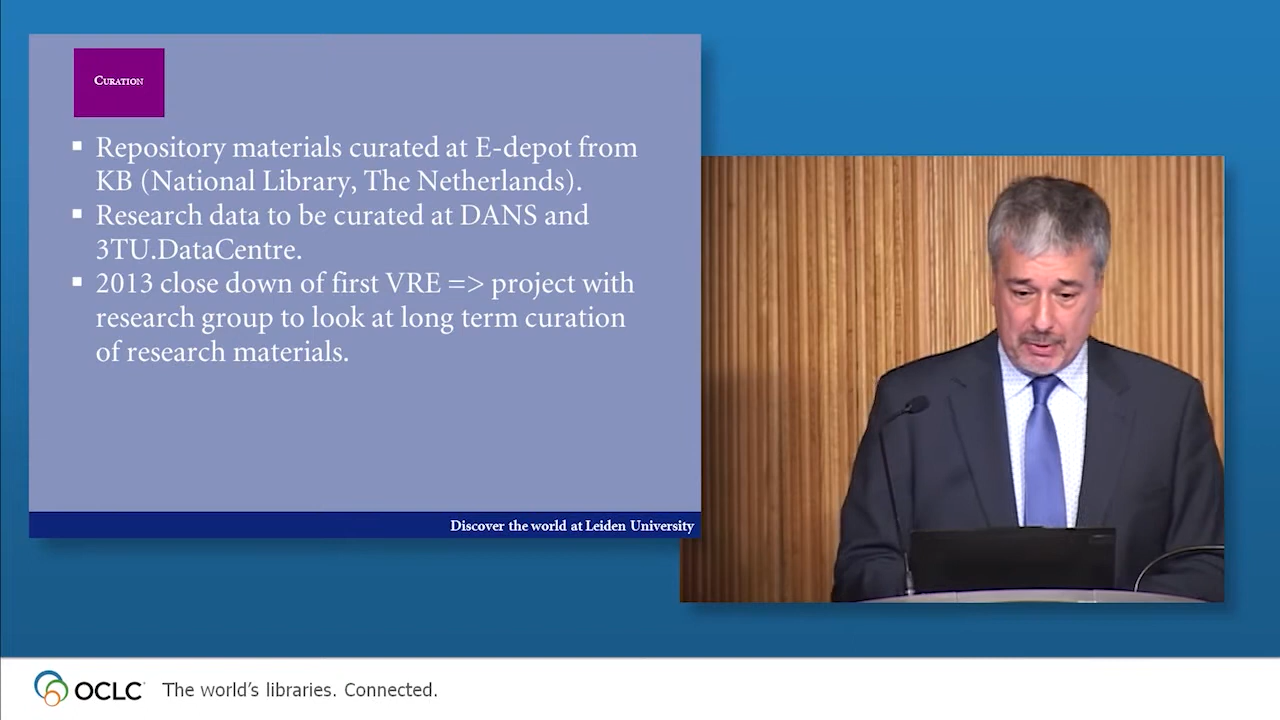 CURATION
▪ Repository materials curated at E-depot from
KB (National Library, The Netherlands).
▪ Research data to be curated at DANS and
3TU.DataCentre.
▪ 2013 close down of first VRE => project with
research group to look at long term curation
of research materials.
Discover the world at Leiden University
OCLC The world's libraries. Connected.